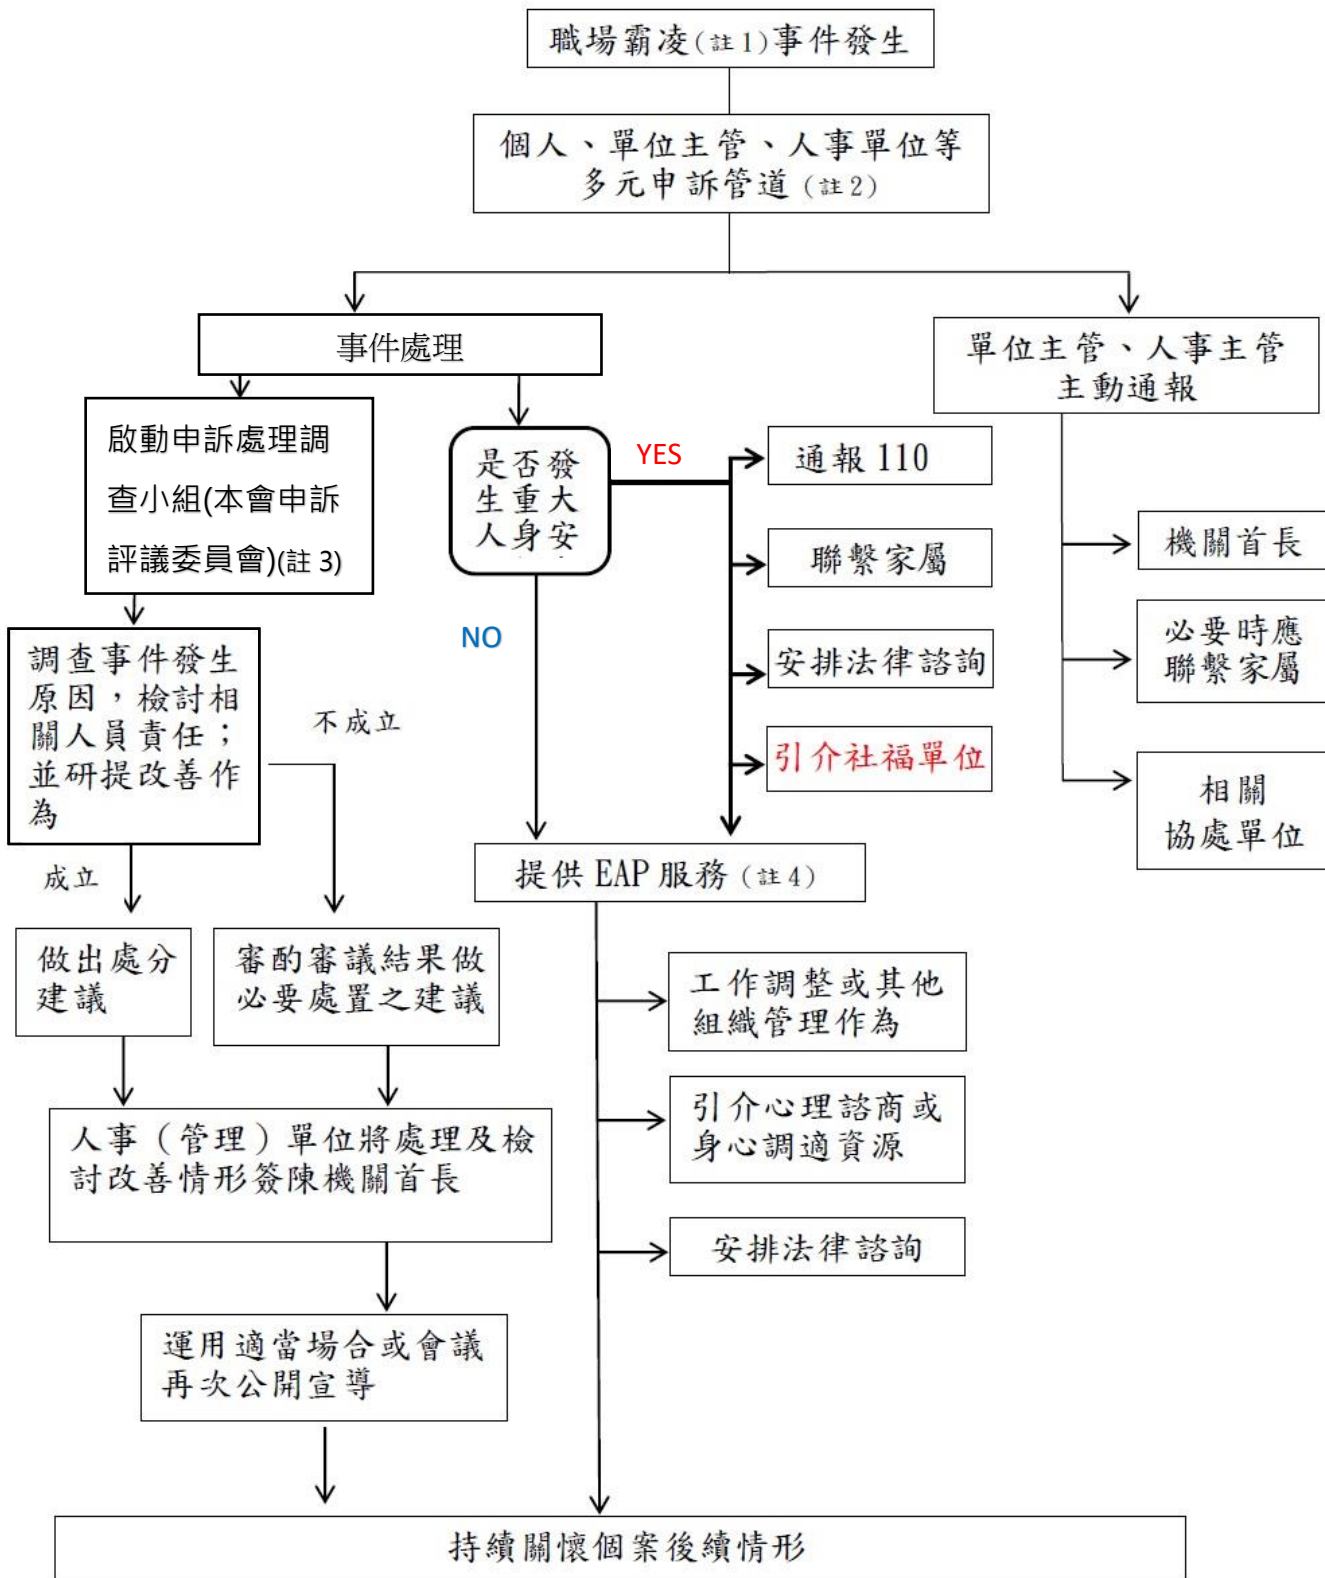 職場霸凌(註1)事件發生
個人、單位主管、人事單位等
多元申訴管道(註2)
事件處理
單位主管、人事主管
主動通報
啟動申訴處理調
查小組(本會申訴
評議委員會)(註 3)
是否發
生重大
人身安
YES
NO
通報 110
聯繫家屬
安排法律諮詢
引介社福單位
機關首長
必要時應
聯繫家屬
相關
協處單位
調查事件發生
原因，檢討相
關人員責任；
並研提改善作
為
不成立
成立
提供 EAP 服務(註4)
做出處分
建議
審酌審議結果做
必要處置之建議
工作調整或其他
組織管理作為
引介心理諮商或
身心調適資源
安排法律諮詢
人事（管理）單位將處理及檢
討改善情形簽陳機關首長
運用適當場合或會議
再次公開宣導
持續關懷個案後續情形